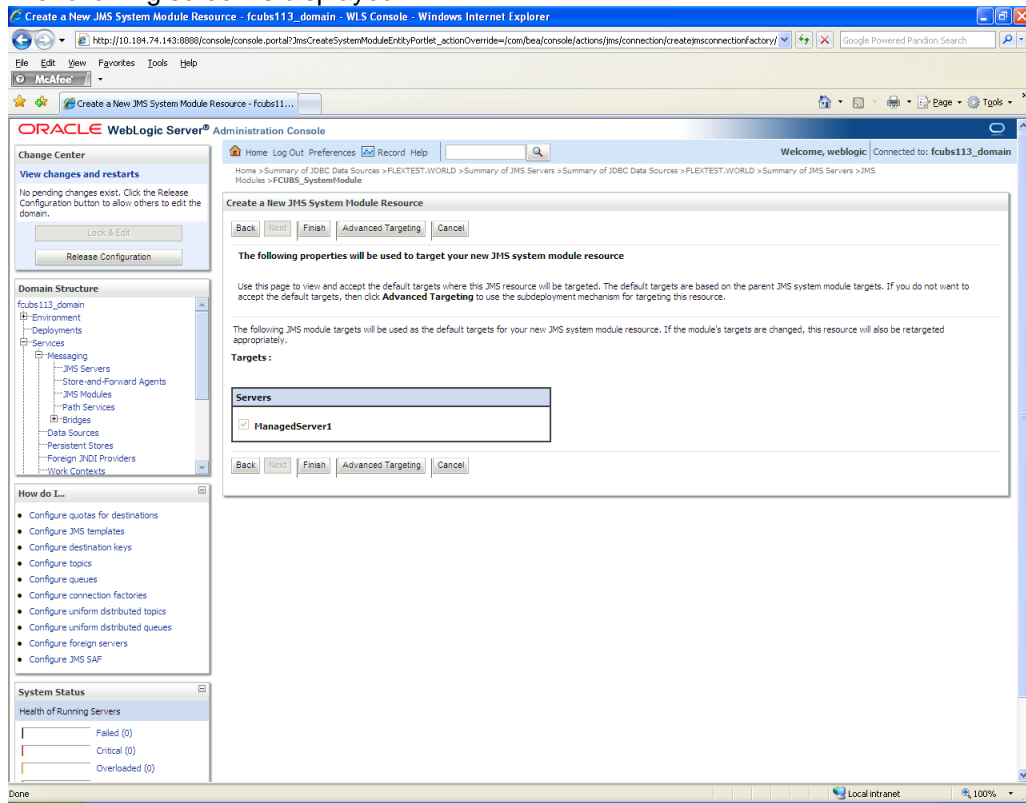 Create a New JMS System Module Resource - fcubs113_domain - WLS Console - Windows Internet Explorer
http://10.184.74.143:8888/console/console.portal?JmsCreateSystemModuleEntityPortlet_actionOverride=/com/bea/console/actions/jms/connection/createjmsconnectionfactory/
Google Powered Pandion Search
File Edit View Favorites Tools Help
McAfee
Create a New JMS System Module Resource - fcubs11...
Page Tools
ORACLE WebLogic Server® Administration Console
Change Center
View changes and restarts
No pending changes exist. Click the Release
Configuration button to allow others to edit the
domain.
Lock & Edit
Release Configuration
Domain Structure
fcubs113_domain
Environment
Deployments
Services
Messaging
JMS Servers
Store-and-Forward Agents
JMS Modules
Path Services
Bridges
Data Sources
Persistent Stores
Foreign JNDI Providers
Work Contexts
How do I...
Configure quotas for destinations
Configure JMS templates
Configure destination keys
Configure topics
Configure queues
Configure connection factories
Configure uniform distributed topics
Configure uniform distributed queues
Configure foreign servers
Configure JMS SAF
System Status
Health of Running Servers
Failed (0)
Critical (0)
Overloaded (0)
Home Log Out Preferences Record Help
Welcome, weblogic Connected to: fcubs113_domain
Home >Summary of JDBC Data Sources >FLEXTEST.WORLD >Summary of JMS Servers >Summary of JDBC Data Sources >FLEXTEST.WORLD >Summary of JMS Servers >JMS
Modules >FCUBS_SystemModule
Create a New JMS System Module Resource
Back Next Finish Advanced Targeting Cancel
The following properties will be used to target your new JMS system module resource
Use this page to view and accept the default targets where this JMS resource will be targeted. The default targets are based on the parent JMS system module targets. If you do not want to
accept the default targets, then click Advanced Targeting to use the subdeployment mechanism for targeting this resource.
The following JMS module targets will be used as the default targets for your new JMS system module resource. If the module's targets are changed, this resource will also be retargeted
appropriately.
Targets :
Servers
ManagedServer1
Back Next Finish Advanced Targeting Cancel
Done
Local intranet
100%